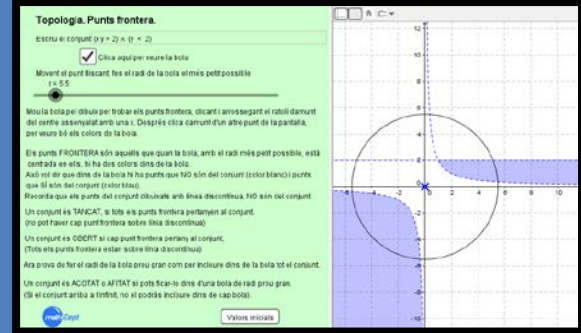 Topologia. Punts frontera.
Escriu el conjunt (x y + 2) ∧ (y < 2)
Clica aquí per veure la bola
Movent el punt lliscant, fes el radi de la bola el més petit possible
r = 5.5
Mou la bola pel dibuix per trobar els punts frontera, clicant i arrossegant el ratolí damunt
del centre assenyalat amb una x. Després clica damunt d'un altre punt de la pantalla,
per veure bé els colors de la bola.
Els punts FRONTERA són aquells que quan la bola, amb el radi més petit possible, està
centrada en ells, hi ha dos colors dins de la bola.
Això vol dir que dins de la bola hi ha punts que NO són del conjunt (color blanc) i punts
que SÍ són del conjunt (color blau).
Recorda que els punts del conjunt dibuixats amb línea discontínua, NO són del conjunt
Un conjunt és TANCAT, si tots els punts frontera pertanyen al conjunt.
(no pot haver cap punt frontera sobre línia discontínua)
Un conjunt és OBERT si cap punt frontera pertany al conjunt,
(Tots els punts frontera estan sobre línia discontínua)
Ara prova de fer el radi de la bola prou gran com per incloure dins de la bola tot el conjunt.
Un conjunt és ACOTAT o AFITAT si pots ficar-lo dins d'una bola de radi prou gran.
(Si el conjunt arriba a l'infinit, no el podràs incloure dins de cap bola).
Valors inicials
12
10
8
6
4
2
0
-4
-2
2
4
6
8
10
-2
-4
-6
-8
-10